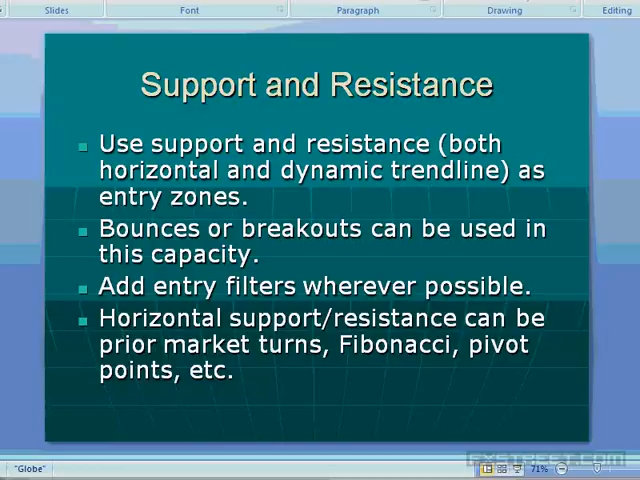 Slides Font Paragraph Drawing Editing
Support and Resistance
Use support and resistance (both
horizontal and dynamic trendline) as
entry zones.
Bounces or breakouts can be used in
this capacity.
Add entry filters wherever possible.
Horizontal support/resistance can be
prior market turns, Fibonacci, pivot
points, etc.
FXSTREET.COM
"Globe" 71%